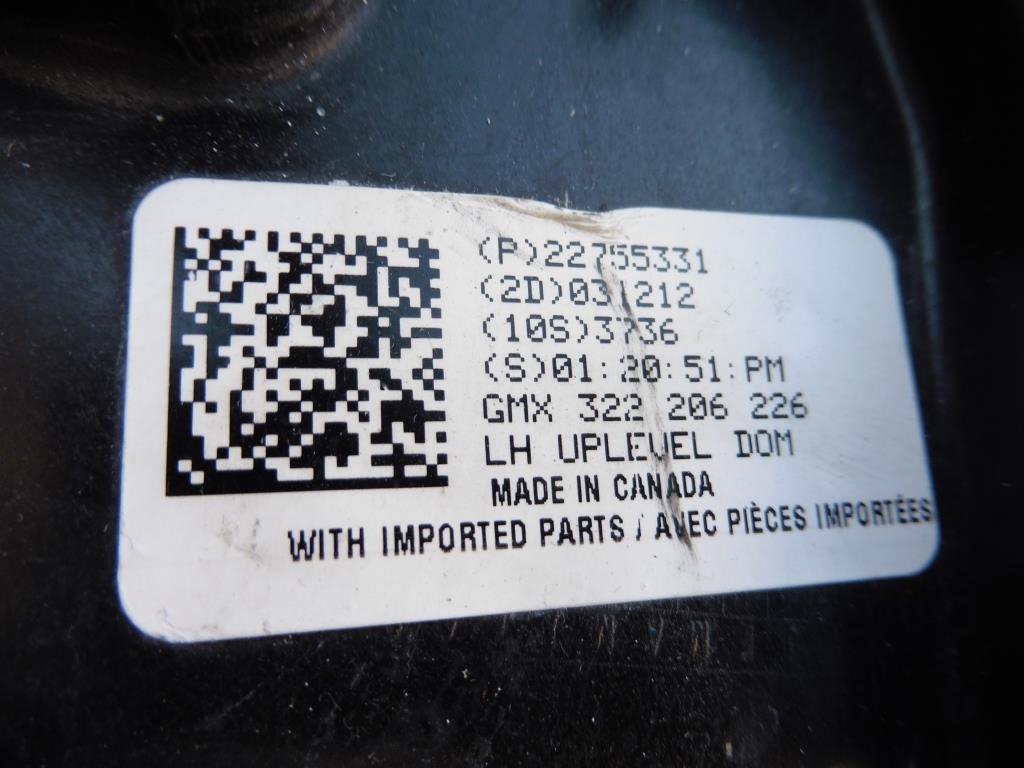 (P)22755331
(2D)031212
(10S)3736
(S)01:20:51:PM
GMX 322 206 226
LH UPLEVEL DOM
MADE IN CANADA
WITH IMPORTED PARTS / AVEC PIÈCES IMPORTÉES